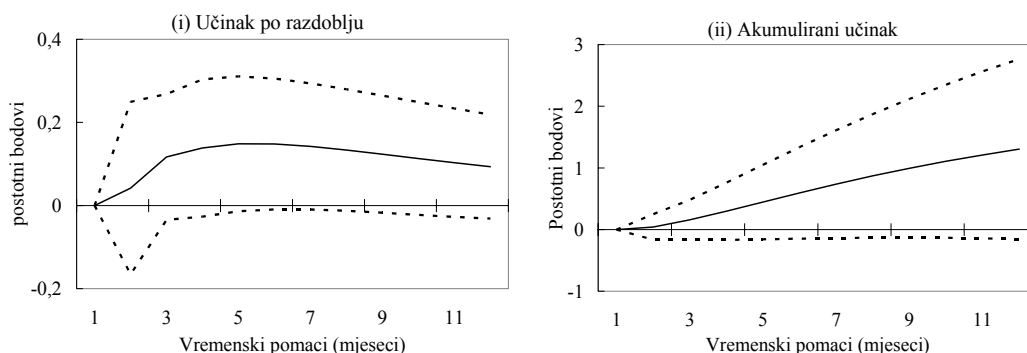 (i) Učinak po razdoblju
0,4
0,2
0
-0,2
postotni bodovi
1 3 5 7 9 11
Vremenski pomaci (mjeseci)
(ii) Akumulirani učinak
3
2
1
0
-1
Postotni bodovi
1 3 5 7 9 11
Vremenski pomaci (mjeseci)